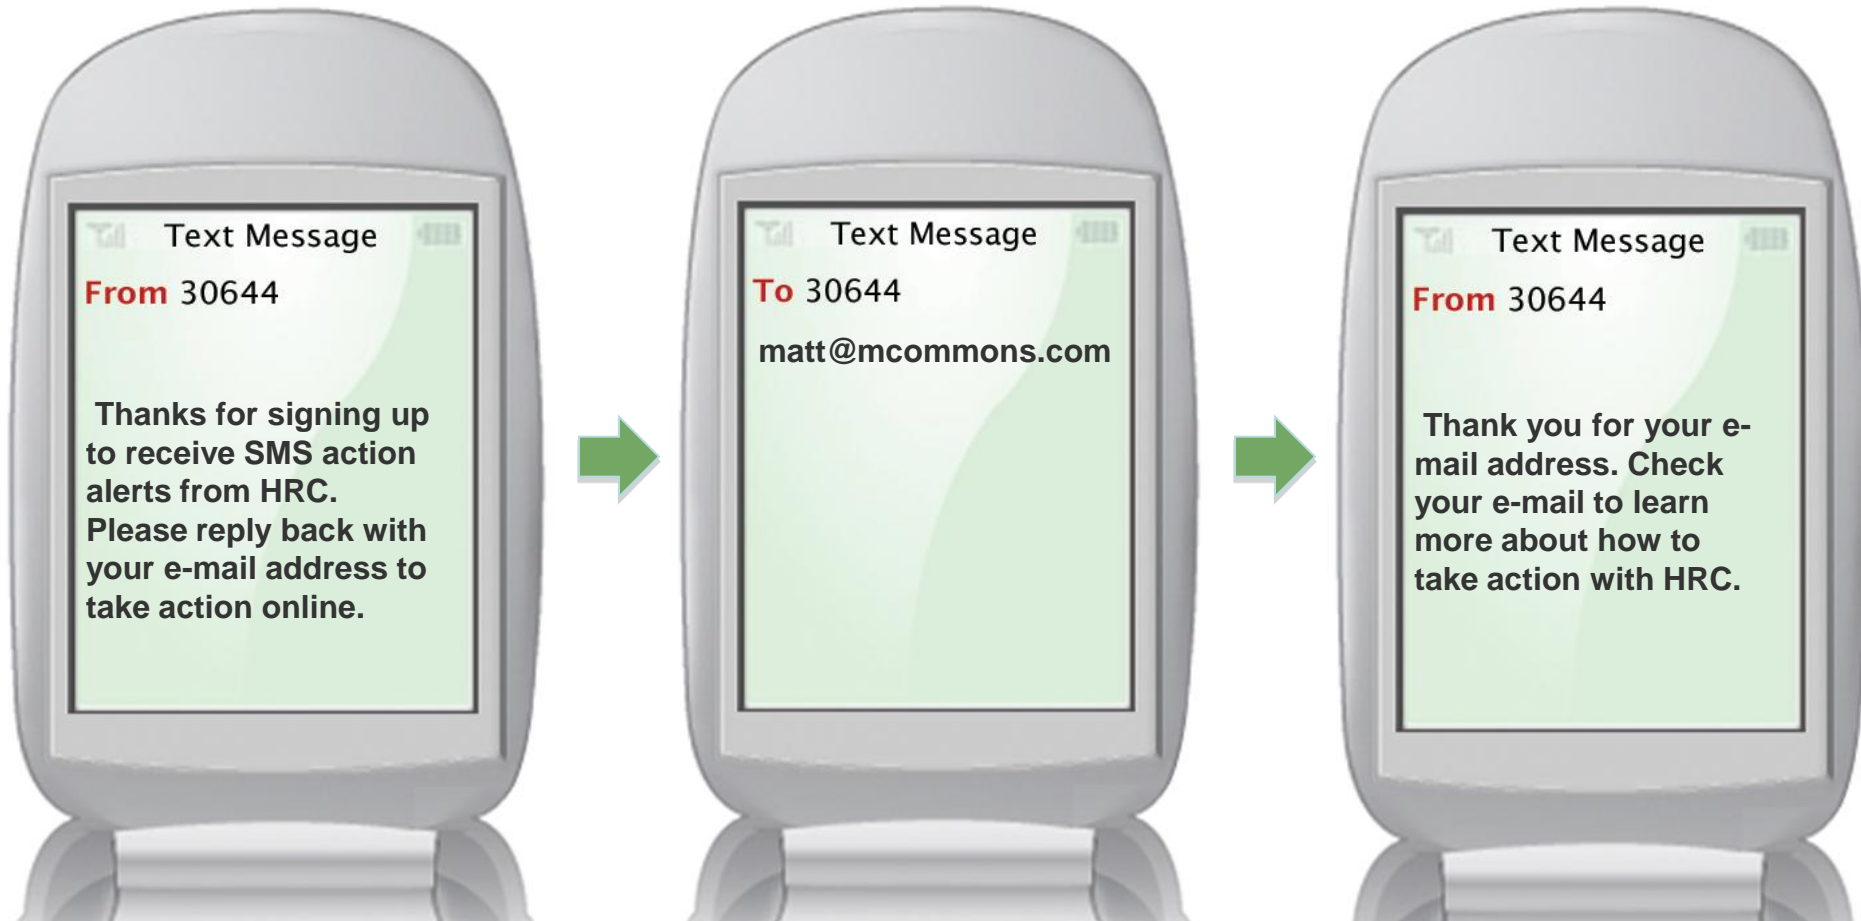 Text Message
From 30644
Thanks for signing up
to receive SMS action
alerts from HRC.
Please reply back with
your e-mail address to
take action online.
Text Message
To 30644
matt@mcommons.com
Text Message
From 30644
Thank you for your e-
mail address. Check
your e-mail to learn
more about how to
take action with HRC.